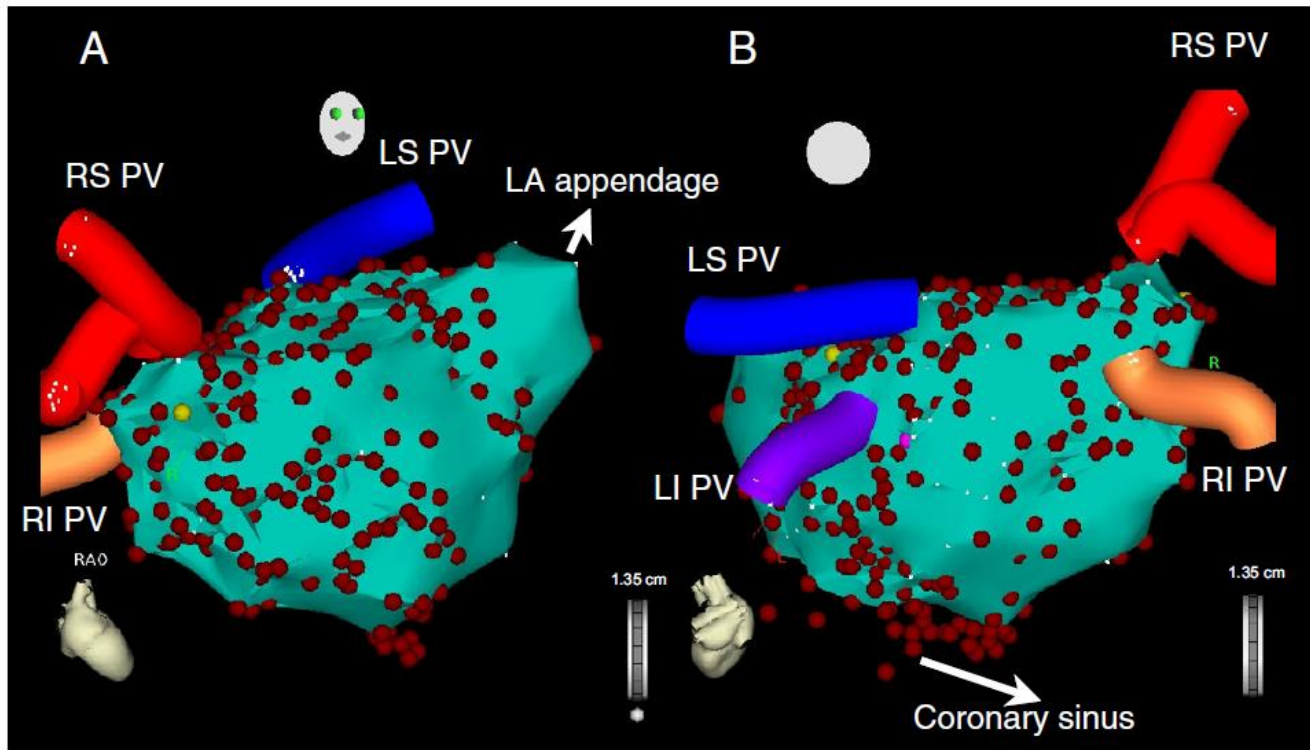 A
B
RS PV
LS PV
RS PV
LA appendage
LS PV
R
R
LI PV
RI PV
RI PV
RAO
L
1.35 cm
1.35 cm
Coronary sinus